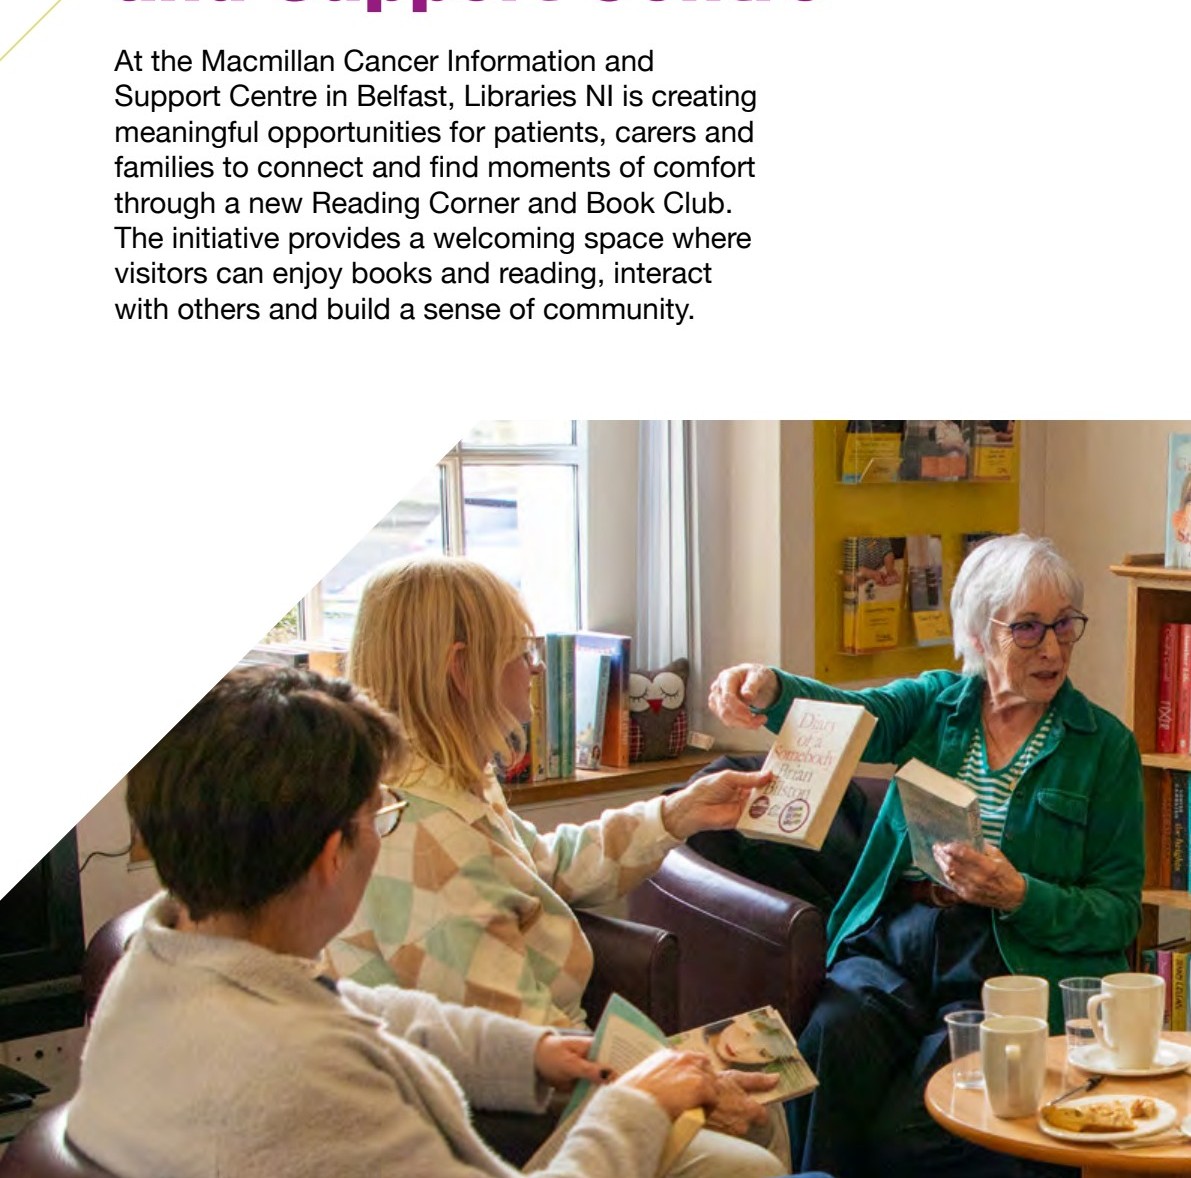 and Support Centre
At the Macmillan Cancer Information and
Support Centre in Belfast, Libraries NI is creating
meaningful opportunities for patients, carers and
families to connect and find moments of comfort
through a new Reading Corner and Book Club.
The initiative provides a welcoming space where
visitors can enjoy books and reading, interact
with others and build a sense of community.
Diary
of a
Somebody
Brian
Bilston